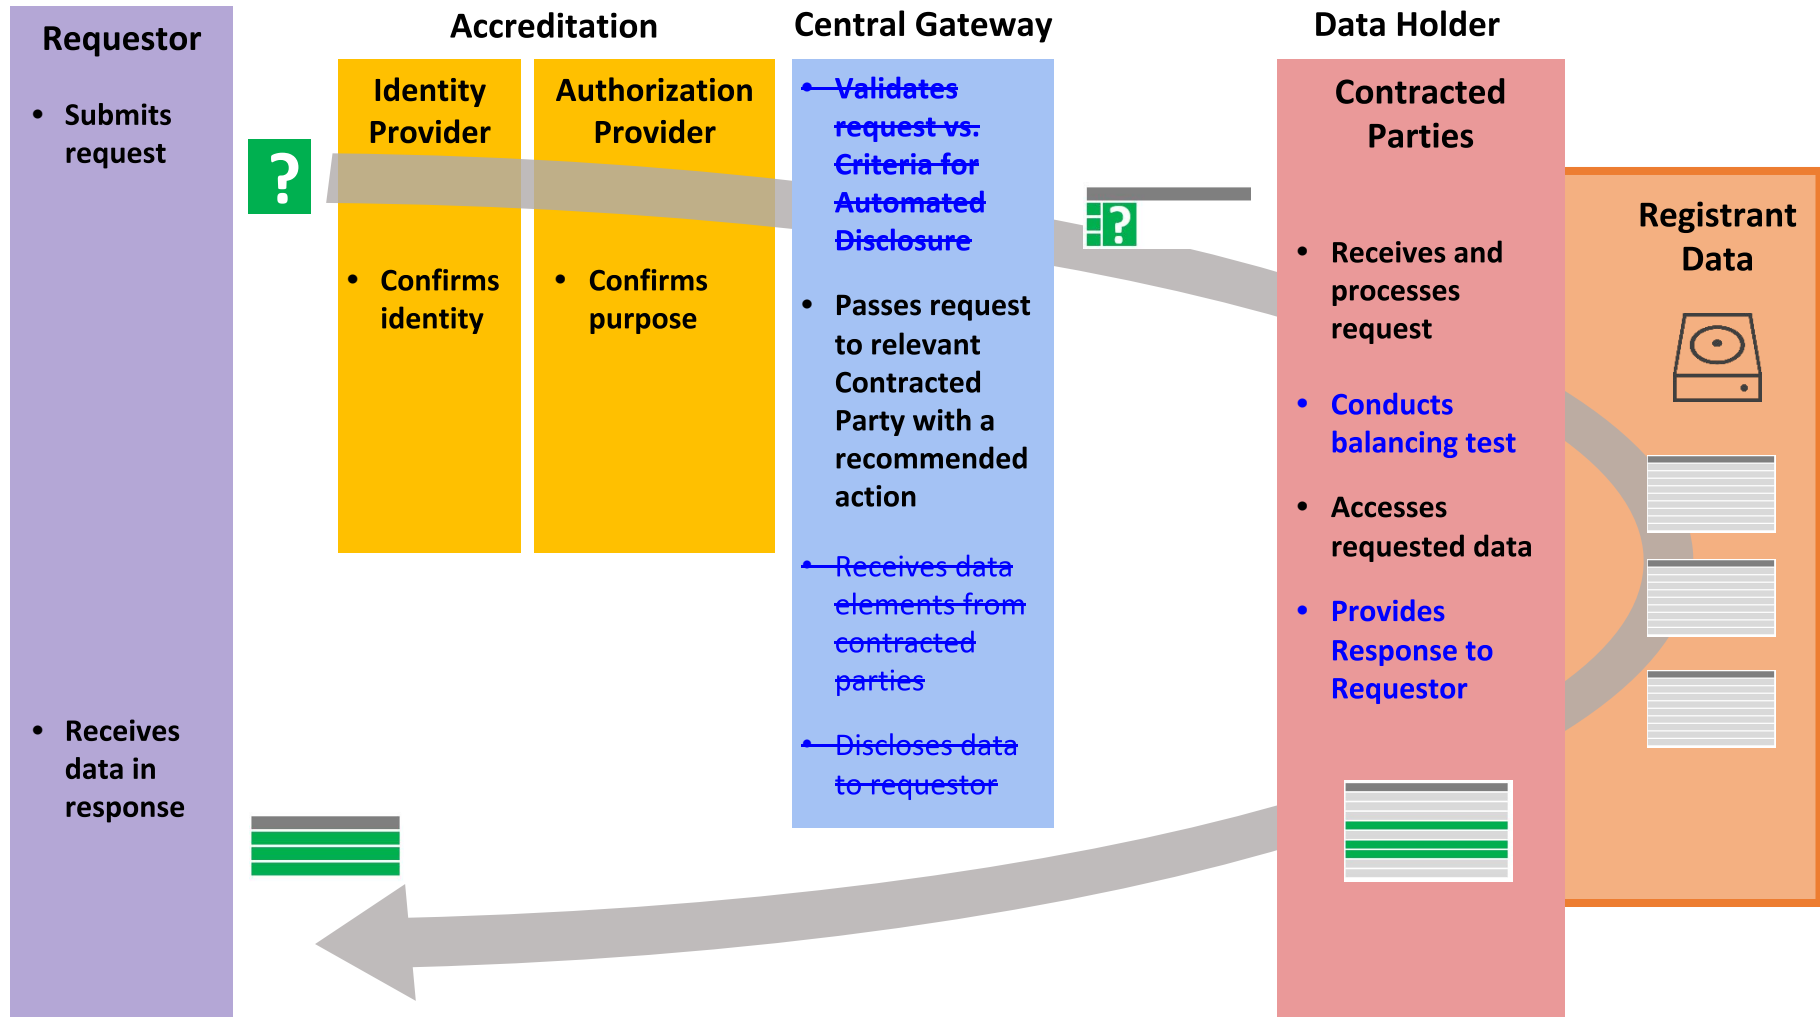 Requestor
• Submits
request
• Receives
data in
response
Accreditation
Identity
Provider
• Confirms
identity
Authorization
Provider
• Confirms
purpose
Central Gateway
• Validates
request vs.
Criteria for
Automated
Disclosure
• Passes request
to relevant
Contracted
Party with a
recommended
action
• Receives data
elements from
contracted
parties
• Discloses data
to requestor
?
?
Data Holder
Contracted
Parties
• Receives and
processes
request
• Conducts
balancing test
• Accesses
requested data
• Provides
Response to
Requestor
Registrant
Data